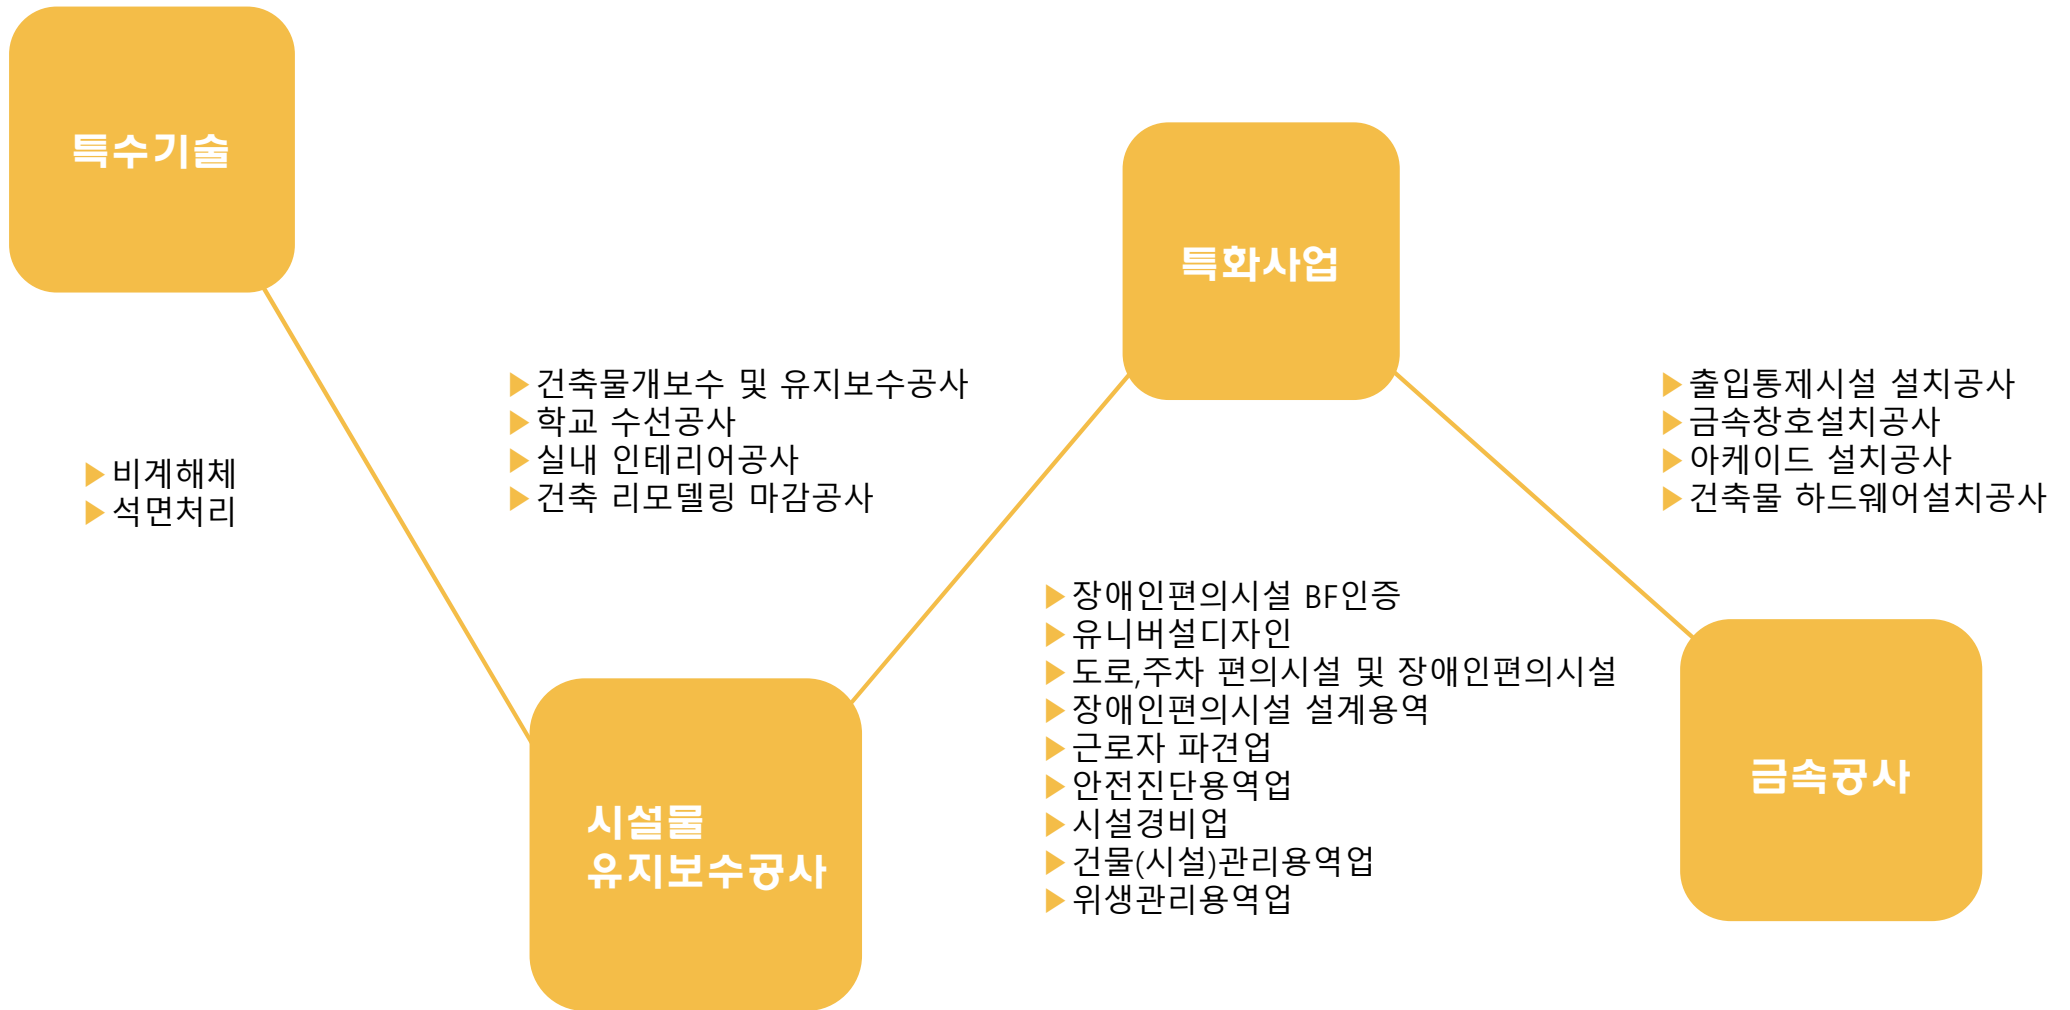 특수기술
▶비계해체
▶석면처리
▶건축물개보수 및 유지보수공사
▶학교 수선공사
▶실내 인테리어공사
▶건축 리모델링 마감공사
시설물
유지보수공사
특화사업
▶장애인편의시설 BF인증
▶유니버설디자인
▶도로,주차 편의시설 및 장애인편의시설
▶장애인편의시설 설계용역
▶근로자 파견업
▶안전진단용역업
▶시설경비업
▶건물(시설)관리용역업
▶위생관리용역업
▶출입통제시설 설치공사
▶금속창호설치공사
▶아케이드 설치공사
▶건축물 하드웨어설치공사
금속공사